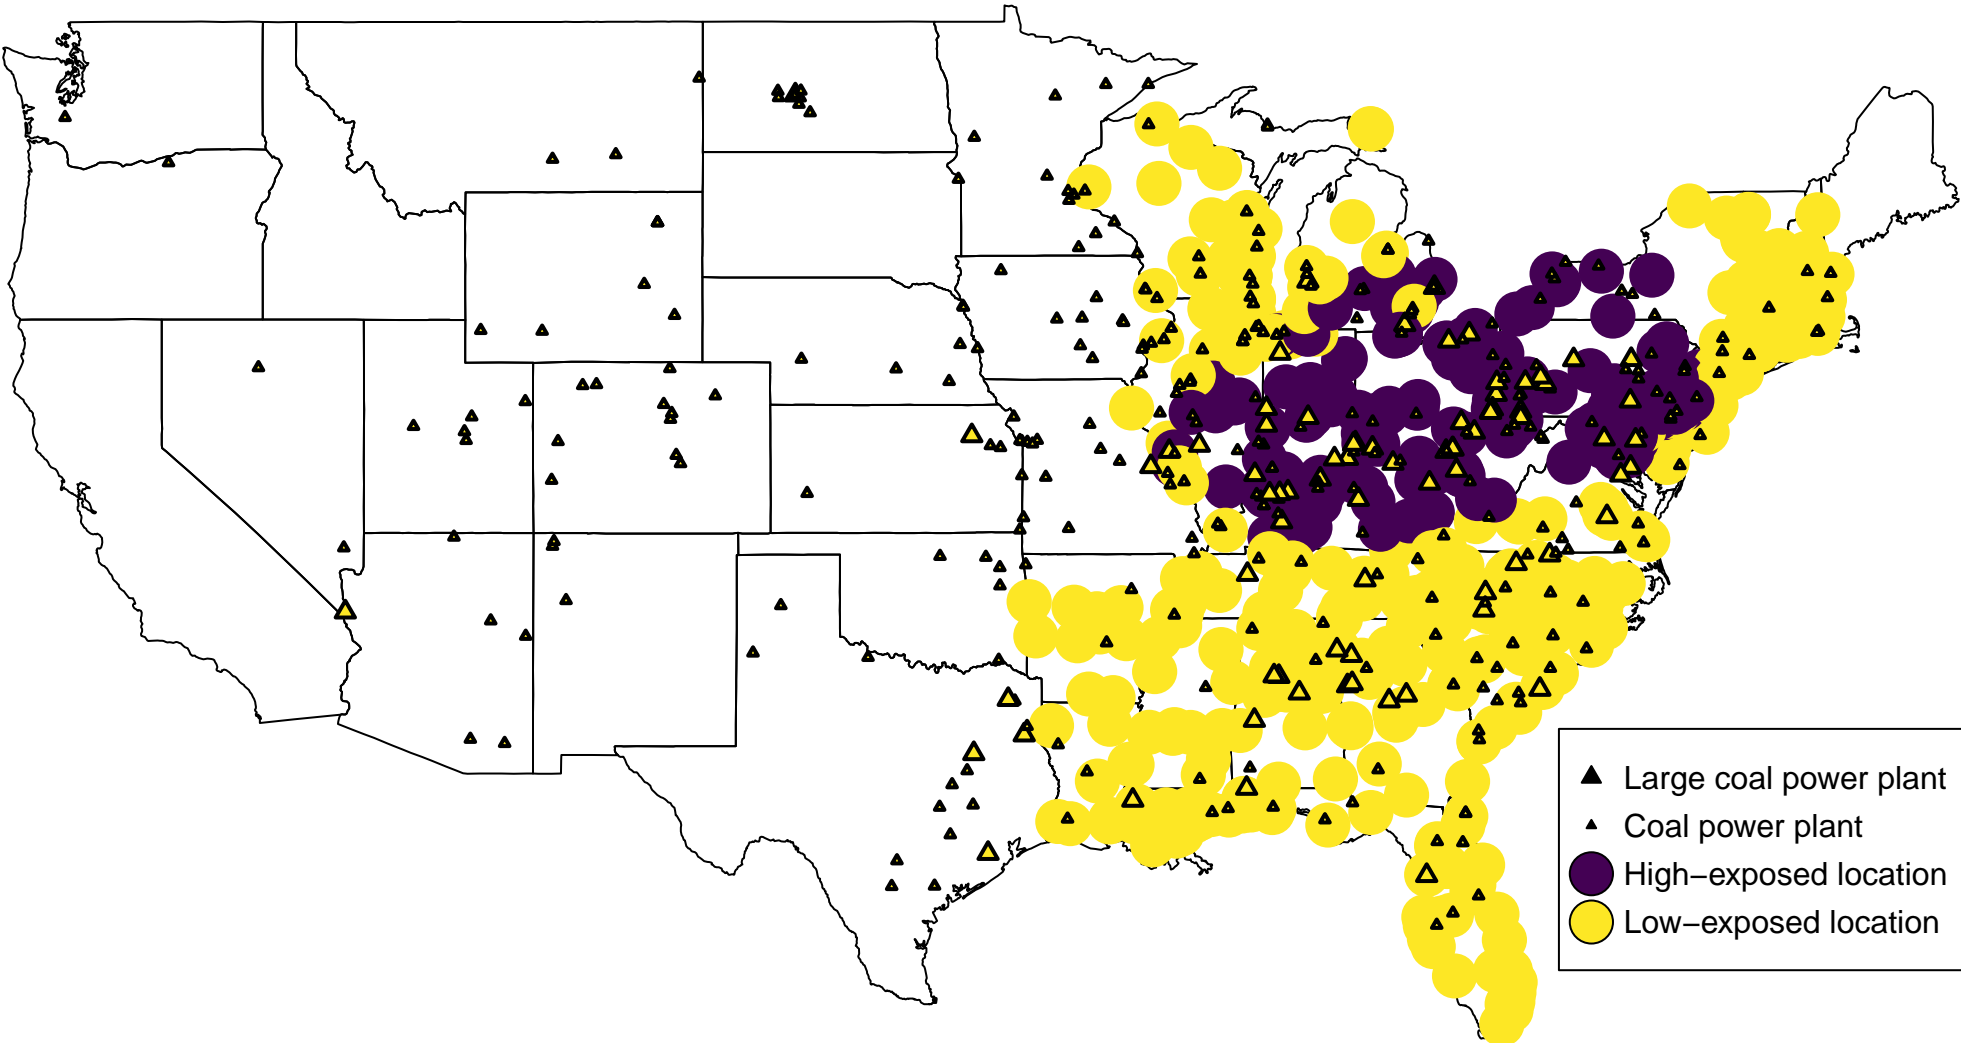 Large coal power plant
Coal power plant
High−exposed location
Low−exposed location